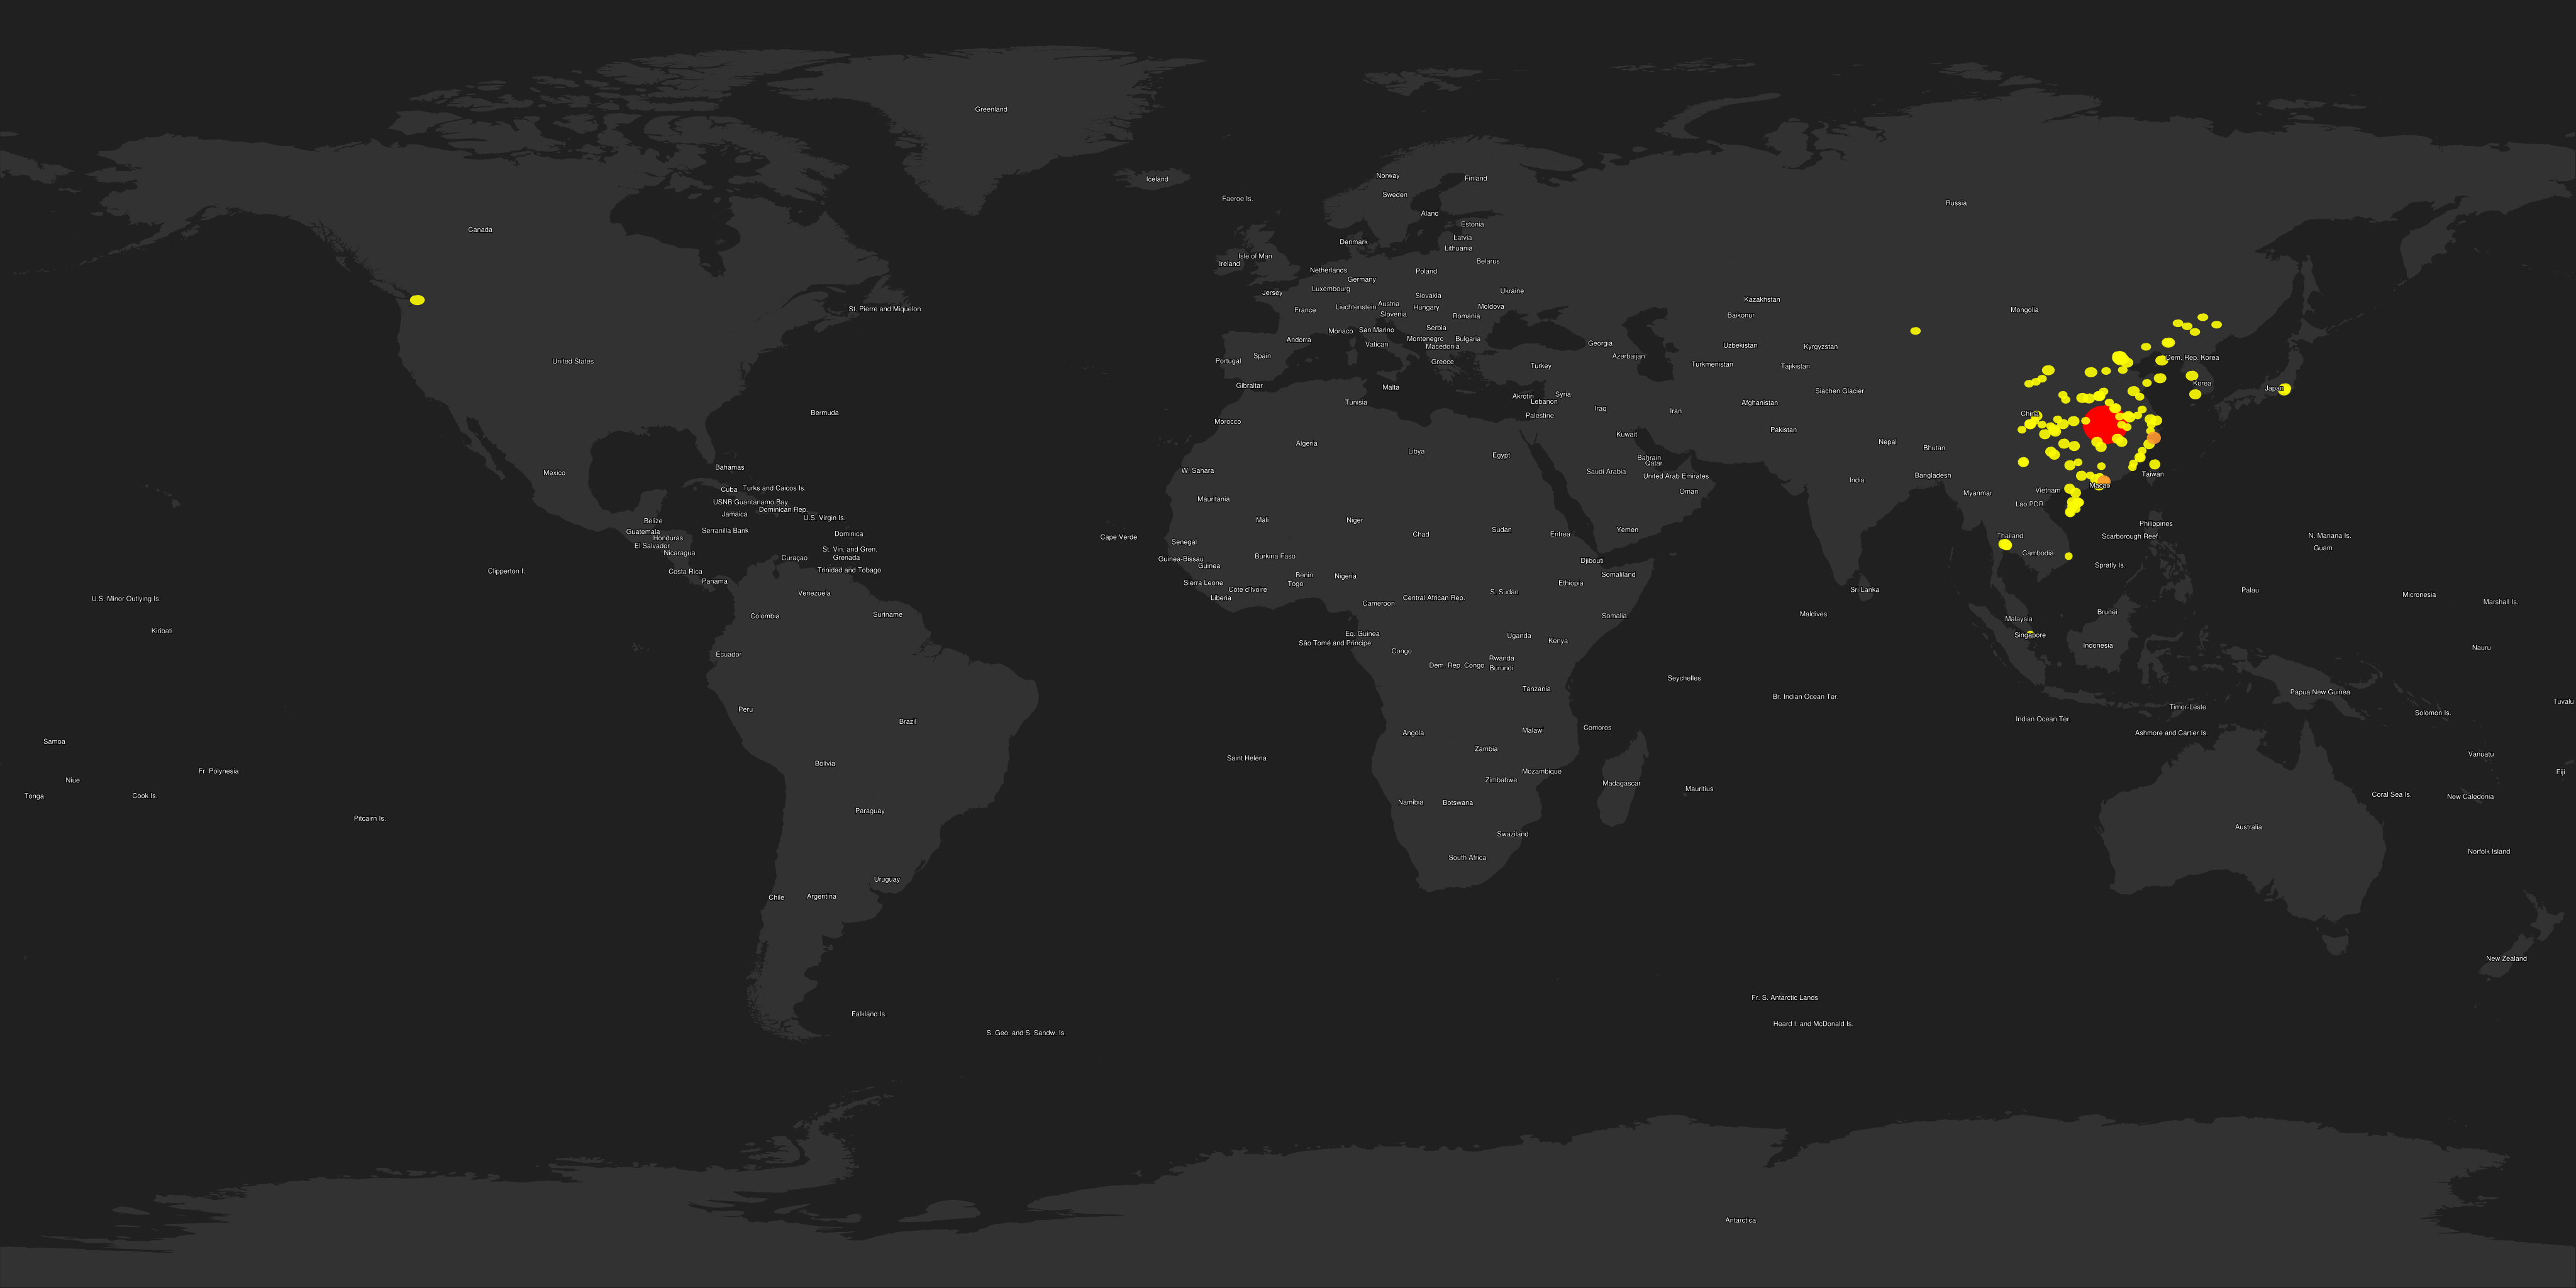 Greenland
Norway
Finland
Iceland
Sweden
Faeroe Is.
Russia
Aland
Estonia
Canada
Latvia
Denmark
Lithuania
Isle of Man
Belarus
Ireland
Netherlands
Poland
Germany
Luxembourg
Ukraine
Jersey
Slovakia
Kazakhstan
Austria
Liechtenstein
Hungary
Moldova
St. Pierre and Miquelon
France
Mongolia
Slovenia
Baikonur
Romania
Serbia
San Marino
Monaco
Montenegro
Bulgaria
Andorra
Vatican
Georgia
Uzbekistan
Macedonia
Kyrgyzstan
Spain
Azerbaijan
Dem. Rep. Korea
Portugal
United States
Greece
Turkmenistan
Turkey
Tajikistan
Korea
Gibraltar
Malta
Japan
Siachen Glacier
Syria
Akrotiri
Lebanon
Tunisia
Afghanistan
Iraq
Iran
Bermuda
China
Palestine
Morocco
Pakistan
Kuwait
Algeria
Nepal
Bhutan
Libya
Egypt
Bahrain
Qatar
Bahamas
W. Sahara
Saudi Arabia
Mexico
Taiwan
United Arab Emirates
Bangladesh
India
Macao
Cuba
Turks and Caicos Is.
Oman
Vietnam
Myanmar
Mauritania
USNB Guantanamo Bay
Lao PDR
Dominican Rep.
Jamaica
U.S. Virgin Is.
Mali
Niger
Belize
Philippines
Serranilla Bank
Sudan
Yemen
Guatemala
Dominica
Chad
Eritrea
Thailand
N. Mariana Is.
Scarborough Reef
Cape Verde
Honduras
Senegal
El Salvador
Guam
St. Vin. and Gren.
Nicaragua
Cambodia
Burkina Faso
Curaçao
Grenada
Guinea-Bissau
Djibouti
Guinea
Spratly Is.
Clipperton I.
Costa Rica
Trinidad and Tobago
Benin
Nigeria
Somaliland
Panama
Sierra Leone
Togo
Ethiopia
Côte d'Ivoire
Sri Lanka
Palau
Venezuela
S. Sudan
Micronesia
U.S. Minor Outlying Is.
Liberia
Central African Rep.
Marshall Is.
Cameroon
Brunei
Maldives
Suriname
Colombia
Somalia
Malaysia
Kiribati
Eq. Guinea
Singapore
Uganda
Kenya
São Tomé and Principe
Indonesia
Nauru
Congo
Ecuador
Rwanda
Dem. Rep. Congo
Burundi
Seychelles
Tanzania
Papua New Guinea
Br. Indian Ocean Ter.
Tuvalu
Timor-Leste
Peru
Solomon Is.
Indian Ocean Ter.
Brazil
Comoros
Malawi
Angola
Ashmore and Cartier Is.
Samoa
Zambia
Vanuatu
Saint Helena
Bolivia
Fr. Polynesia
Mozambique
Fiji
Niue
Zimbabwe
Madagascar
Mauritius
Tonga
Cook Is.
Coral Sea Is.
New Caledonia
Namibia
Botswana
Paraguay
Pitcairn Is.
Australia
Swaziland
Norfolk Island
South Africa
Uruguay
Chile
Argentina
New Zealand
Fr. S. Antarctic Lands
Falkland Is.
Heard I. and McDonald Is.
S. Geo. and S. Sandw. Is.
Antarctica